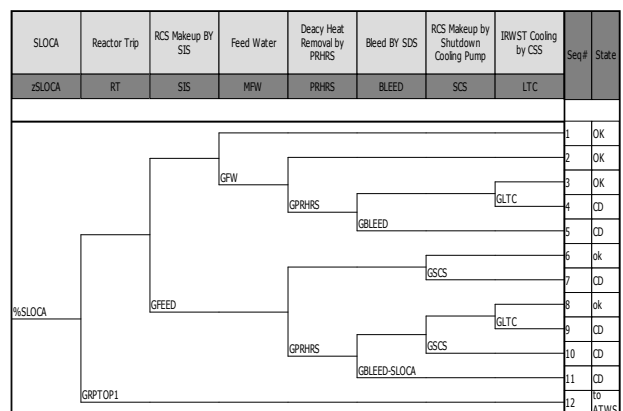 SLOCA
Reactor Trip
RCS Makeup BY
SIS
Feed Water
Deacy Heat
Removal by
PRHRS
Bleed BY SDS
RCS Makeup by
Shutdown
Cooling Pump
IRWST Cooling
by CSS
Seq#
State
zSLOCA
RT
SIS
MFW
PRHRS
BLEED
SCS
LTC
1 OK
2 OK
GFW
3 OK
GLTC
GPRHRS
4 CD
GBLEED
5 CD
6 ok
GSCS
7 CD
GFEED
8 ok
%SLOCA
GLTC
9 CD
GPRHRS
GSCS
10 CD
GBLEED-SLOCA
11 CD
GRPTOP1
12
to
ATWS